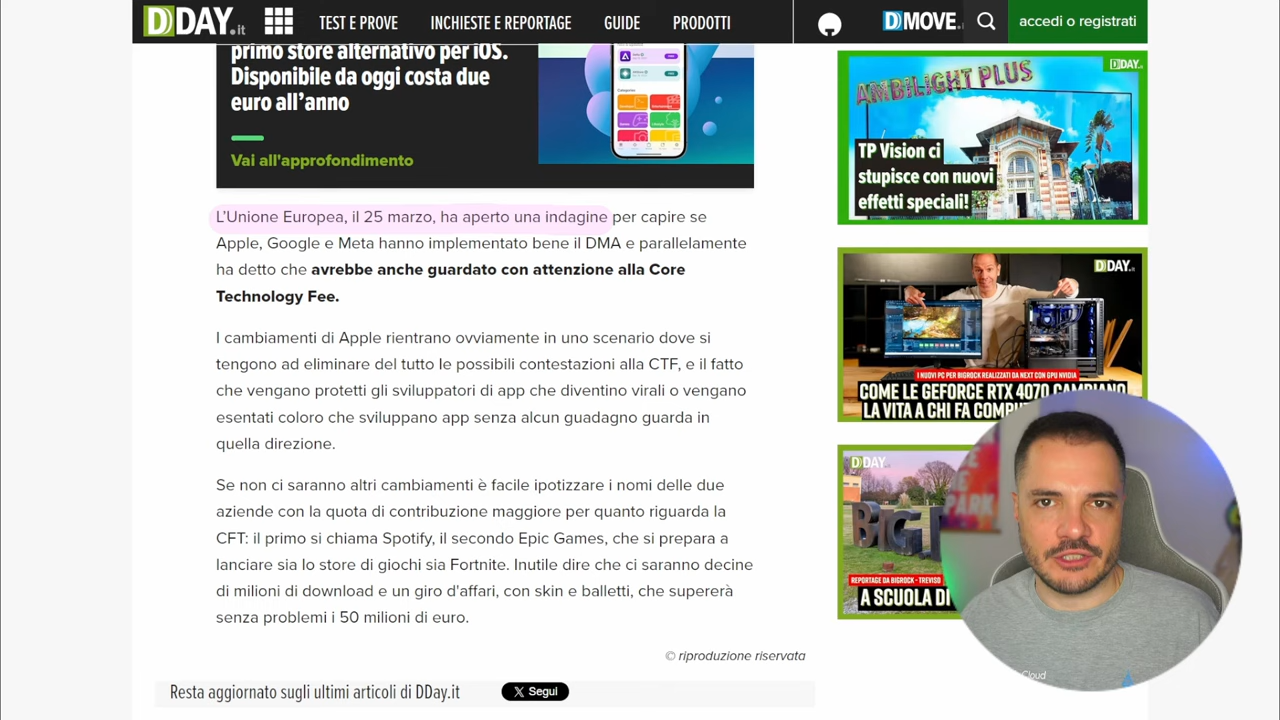 DDAY.it
TEST E PROVE
INCHIESTE E REPORTAGE
GUIDE
PRODOTTI
DMOVE
accedi o registrati
primo store alternativo per iOS.
Disponibile da oggi costa due
euro all'anno
Vai all'approfondimento
L'Unione Europea, il 25 marzo, ha aperto una indagine per capire se
Apple, Google e Meta hanno implementato bene il DMA e parallelamente
ha detto che avrebbe anche guardato con attenzione alla Core
Technology Fee.
I cambiamenti di Apple rientrano ovviamente in uno scenario dove si
tengono ad eliminare del tutto le possibili contestazioni alla CTF, e il fatto
che vengano protetti gli sviluppatori di app che diventino virali o vengano
esentati coloro che sviluppano app senza alcun guadagno guarda in
quella direzione.
Se non ci saranno altri cambiamenti è facile ipotizzare i nomi delle due
aziende con la quota di contribuzione maggiore per quanto riguarda la
CFT: il primo si chiama Spotify, il secondo Epic Games, che si prepara a
lanciare sia lo store di giochi sia Fortnite. Inutile dire che ci saranno decine
di milioni di download e un giro d'affari, con skin e balletti, che supererà
senza problemi i 50 milioni di euro.
© riproduzione riservata
Resta aggiornato sugli ultimi articoli di DDay.it
X Segui
DDAY.it
AMBILIGHT PLUS
TP Vision ci
stupisce con nuovi
effetti speciali!
DDAY.it
I NUOVI PC PER BIGROCK REALIZZATI DA NEXT CON GPU NVIDIA
COME LE GEFORCE RTX 4070 CAMBIANO
LA VITA A CHI FA
DDAY
BIG
REPORTAGE DA BIGROCK - TREVISO
A SCUOLA DI
PARK
Cloud